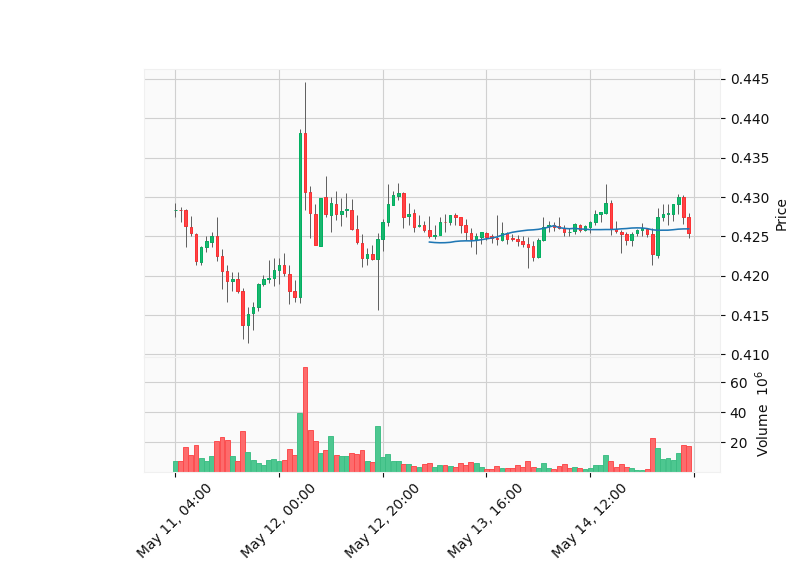 0.445
0.440
0.435
0.430
0.425
0.420
0.415
0.410
Price
60
40
20
Volume 10⁶
May 11, 04:00
May 12, 00:00
May 12, 20:00
May 13, 16:00
May 14, 12:00